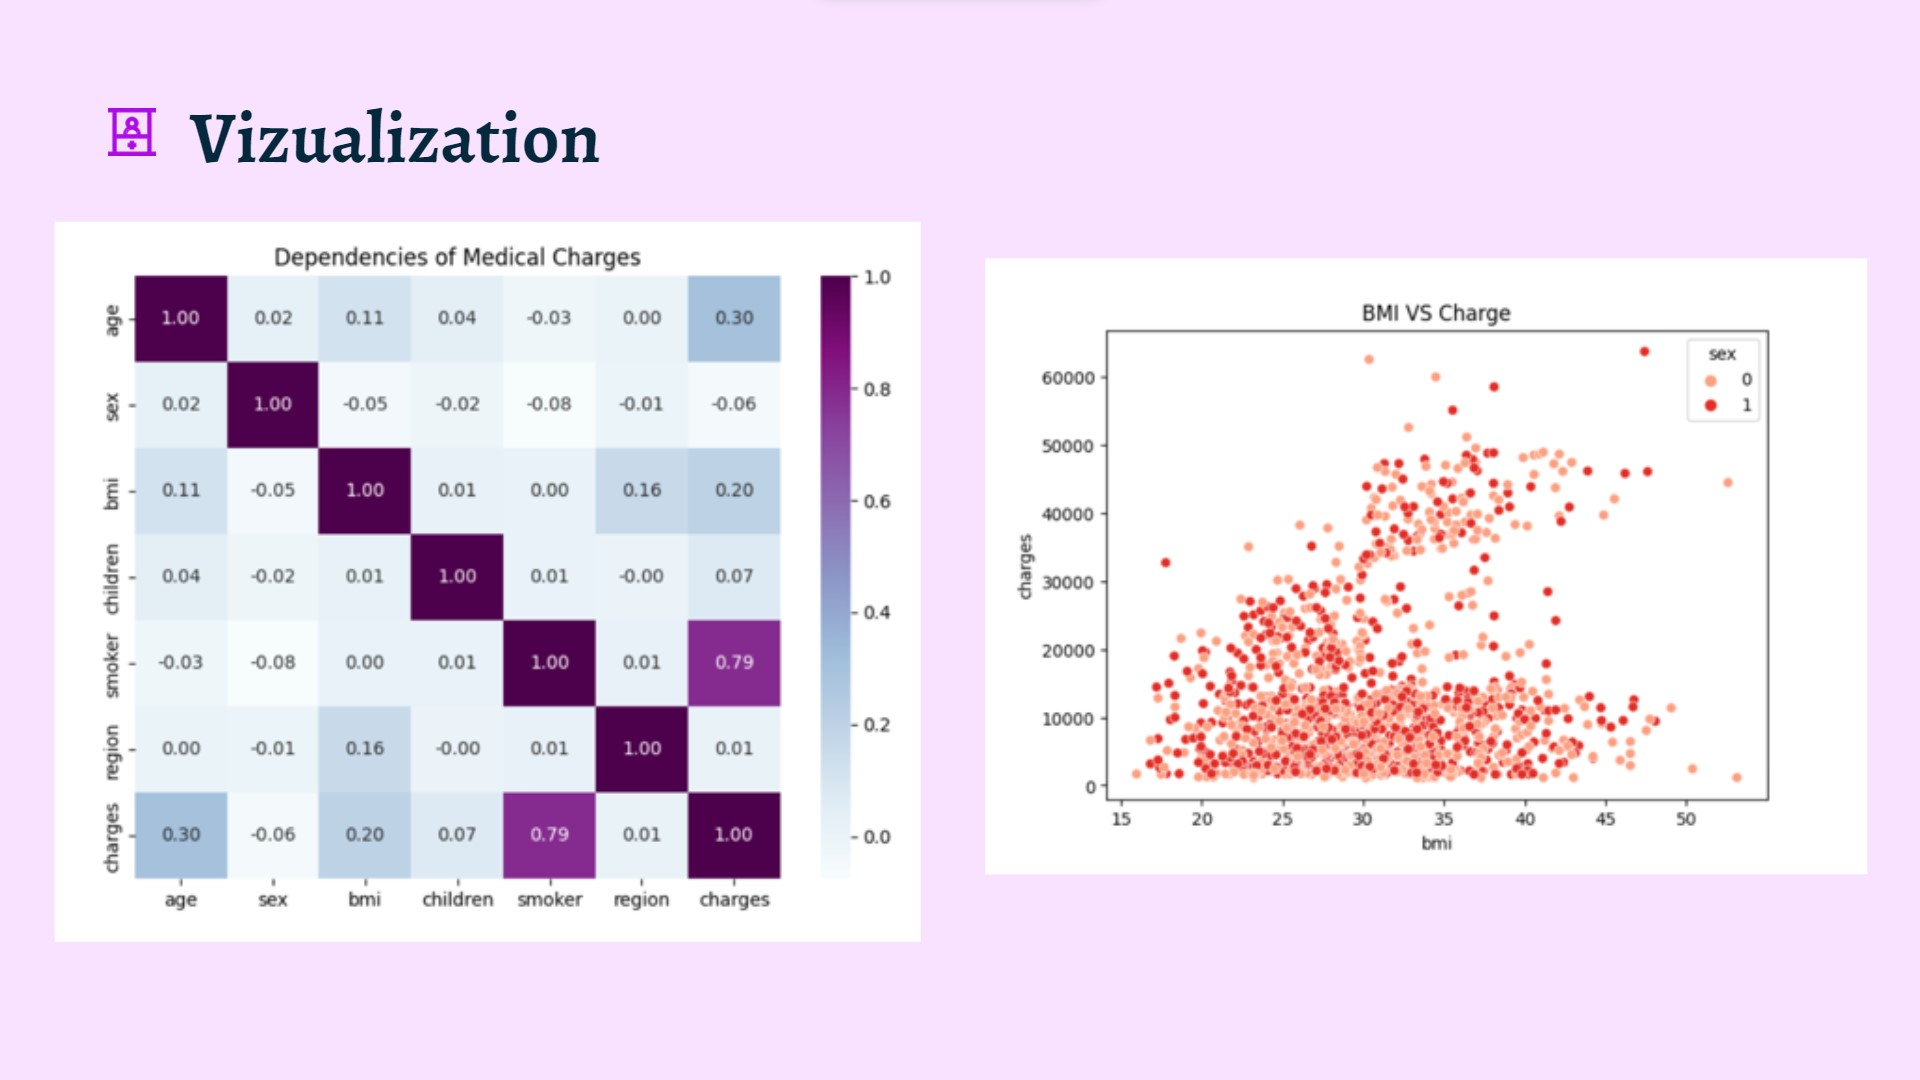 Vizualization
Dependencies of Medical Charges
age 1.00 0.02 0.11 0.04 -0.03 0.00 0.30
sex 0.02 1.00 -0.05 -0.02 -0.08 -0.01 -0.06
bmi 0.11 -0.05 1.00 0.01 0.00 0.16 0.20
children 0.04 -0.02 0.01 1.00 0.01 -0.00 0.07
smoker -0.03 -0.08 0.00 0.01 1.00 0.01 0.79
region 0.00 -0.01 0.16 -0.00 0.01 1.00 0.01
charges 0.30 -0.06 0.20 0.07 0.79 0.01 1.00
age sex bmi children smoker region charges
1.0
0.8
0.6
0.4
0.2
0.0
BMI VS Charge
sex
0
1
charges
60000
50000
40000
30000
20000
10000
0
15 20 25 30 35 40 45 50
bmi